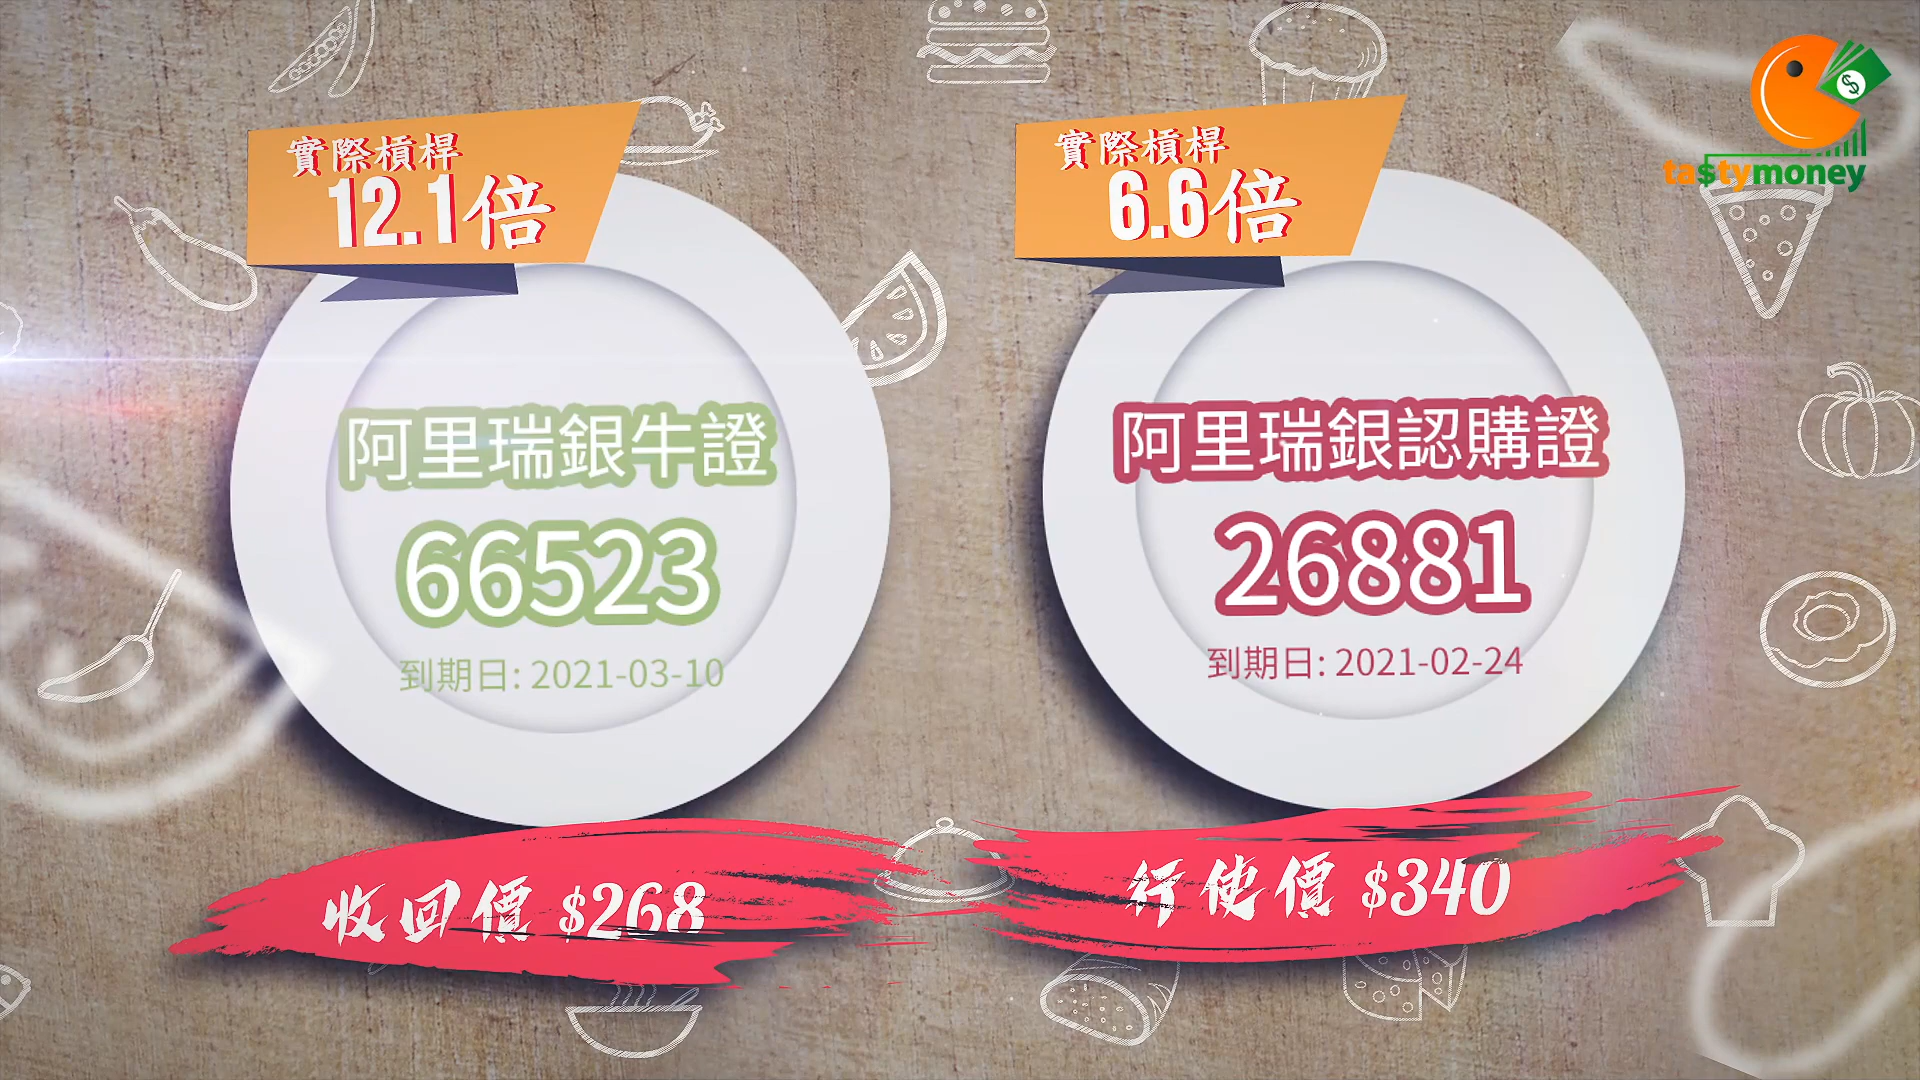 實際槓桿
12.1倍
阿里瑞銀牛證
66523
到期日: 2021-03-10
收回價 $268
實際槓桿
6.6倍
阿里瑞銀認購證
26881
到期日: 2021-02-24
行使價 $340
ta$tymoney